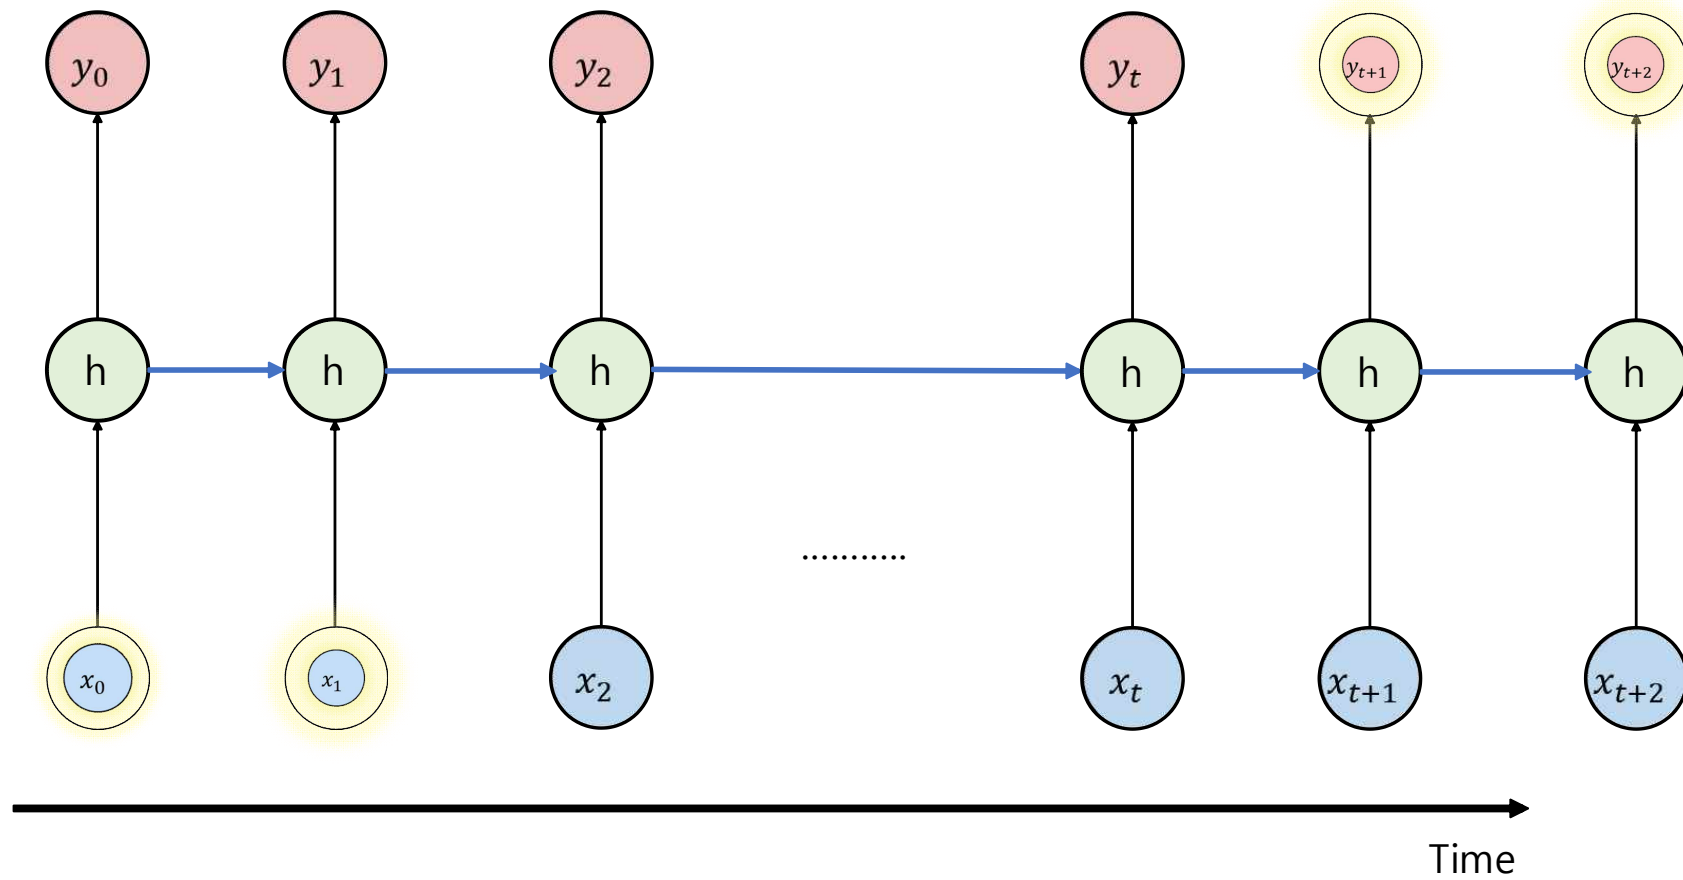 y₀ y₁ y₂ yₜ yₜ₊₁ yₜ₊₂
h h h h h h
...........
x₀ x₁ x₂ xₜ xₜ₊₁ xₜ₊₂
Time